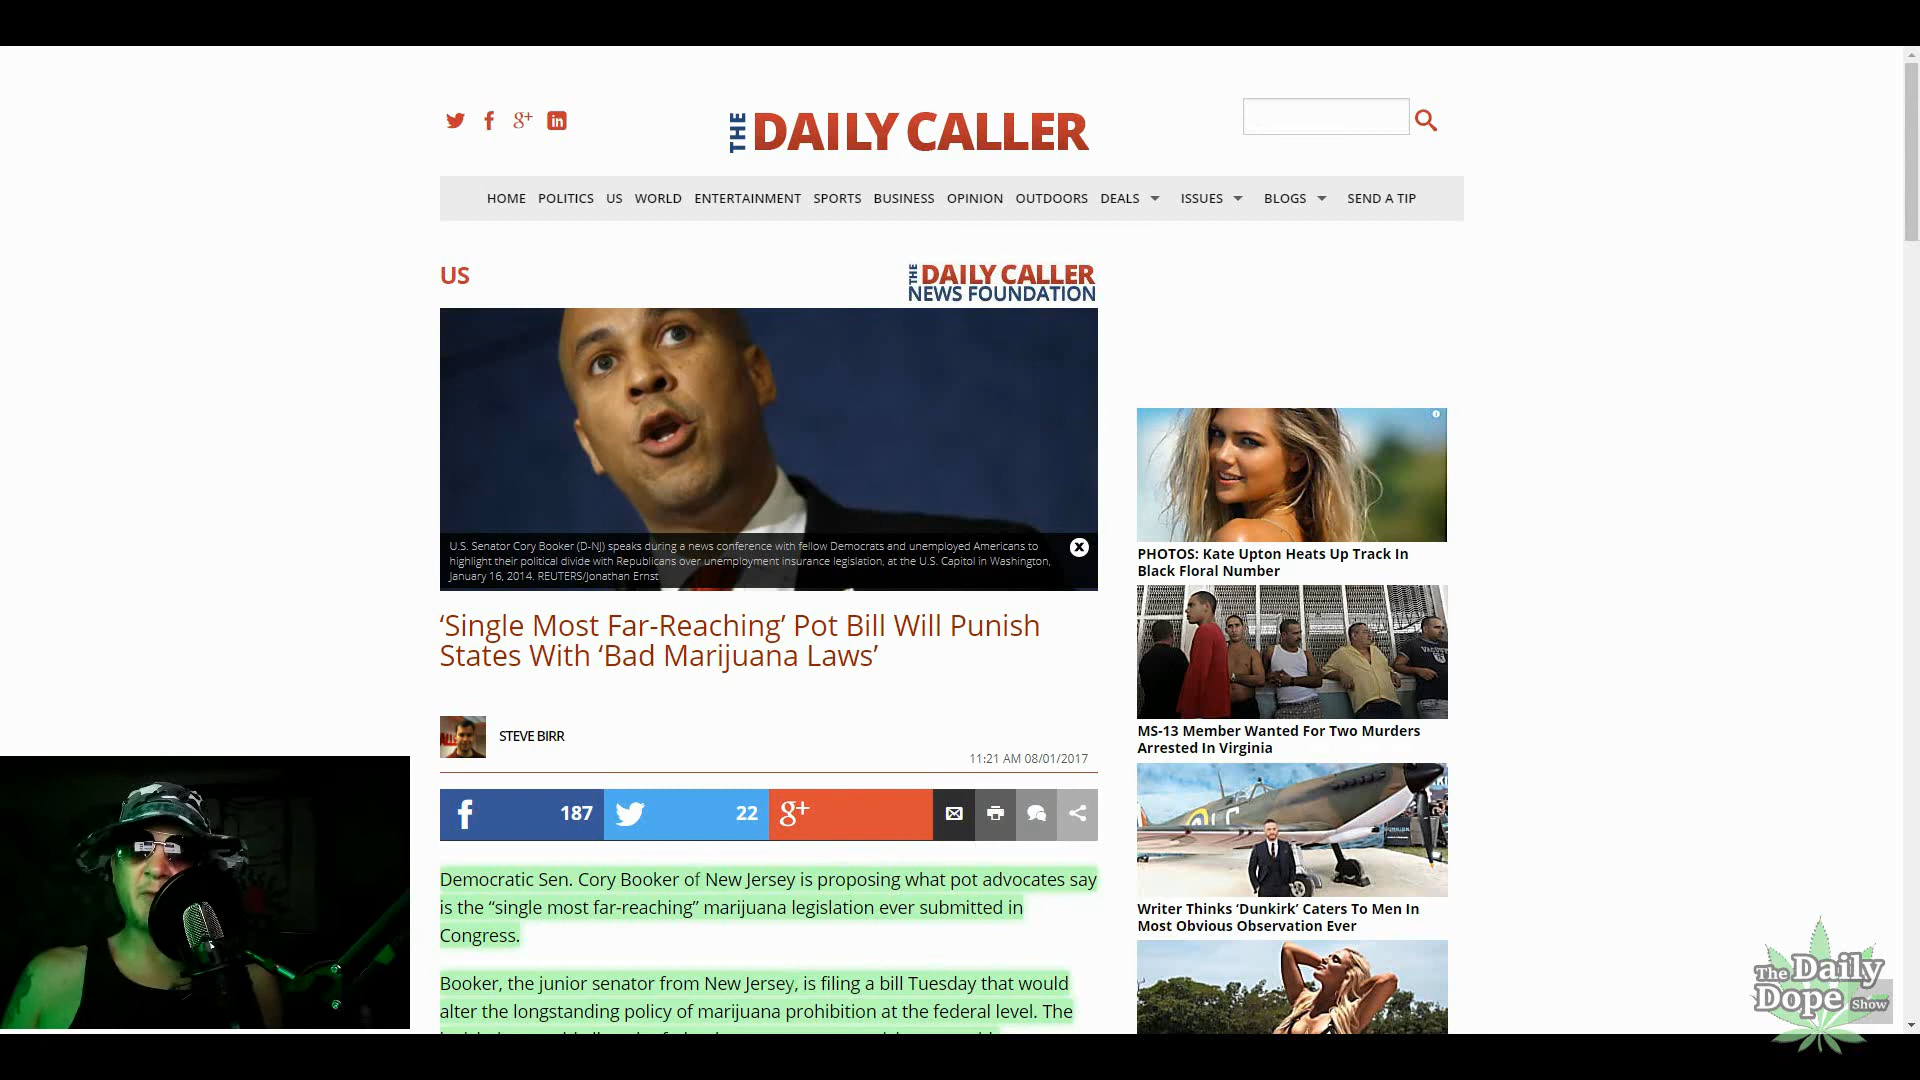 THE DAILY CALLER
HOME POLITICS US WORLD ENTERTAINMENT SPORTS BUSINESS OPINION OUTDOORS DEALS ISSUES BLOGS SEND A TIP
US
THE DAILY CALLER
NEWS FOUNDATION
U.S. Senator Cory Booker (D-NJ) speaks during a news conference with fellow Democrats and unemployed Americans to
highlight their political divide with Republicans over unemployment insurance legislation, at the U.S. Capitol in Washington,
January 16, 2014. REUTERS/Jonathan Ernst
‘Single Most Far-Reaching’ Pot Bill Will Punish
States With ‘Bad Marijuana Laws’
STEVE BIRR
11:21 AM 08/01/2017
187 22
Democratic Sen. Cory Booker of New Jersey is proposing what pot advocates say
is the “single most far-reaching” marijuana legislation ever submitted in
Congress.
Booker, the junior senator from New Jersey, is filing a bill Tuesday that would
alter the longstanding policy of marijuana prohibition at the federal level. The
PHOTOS: Kate Upton Heats Up Track In
Black Floral Number
MS-13 Member Wanted For Two Murders
Arrested In Virginia
Writer Thinks ‘Dunkirk’ Caters To Men In
Most Obvious Observation Ever
The Daily
Dope Show